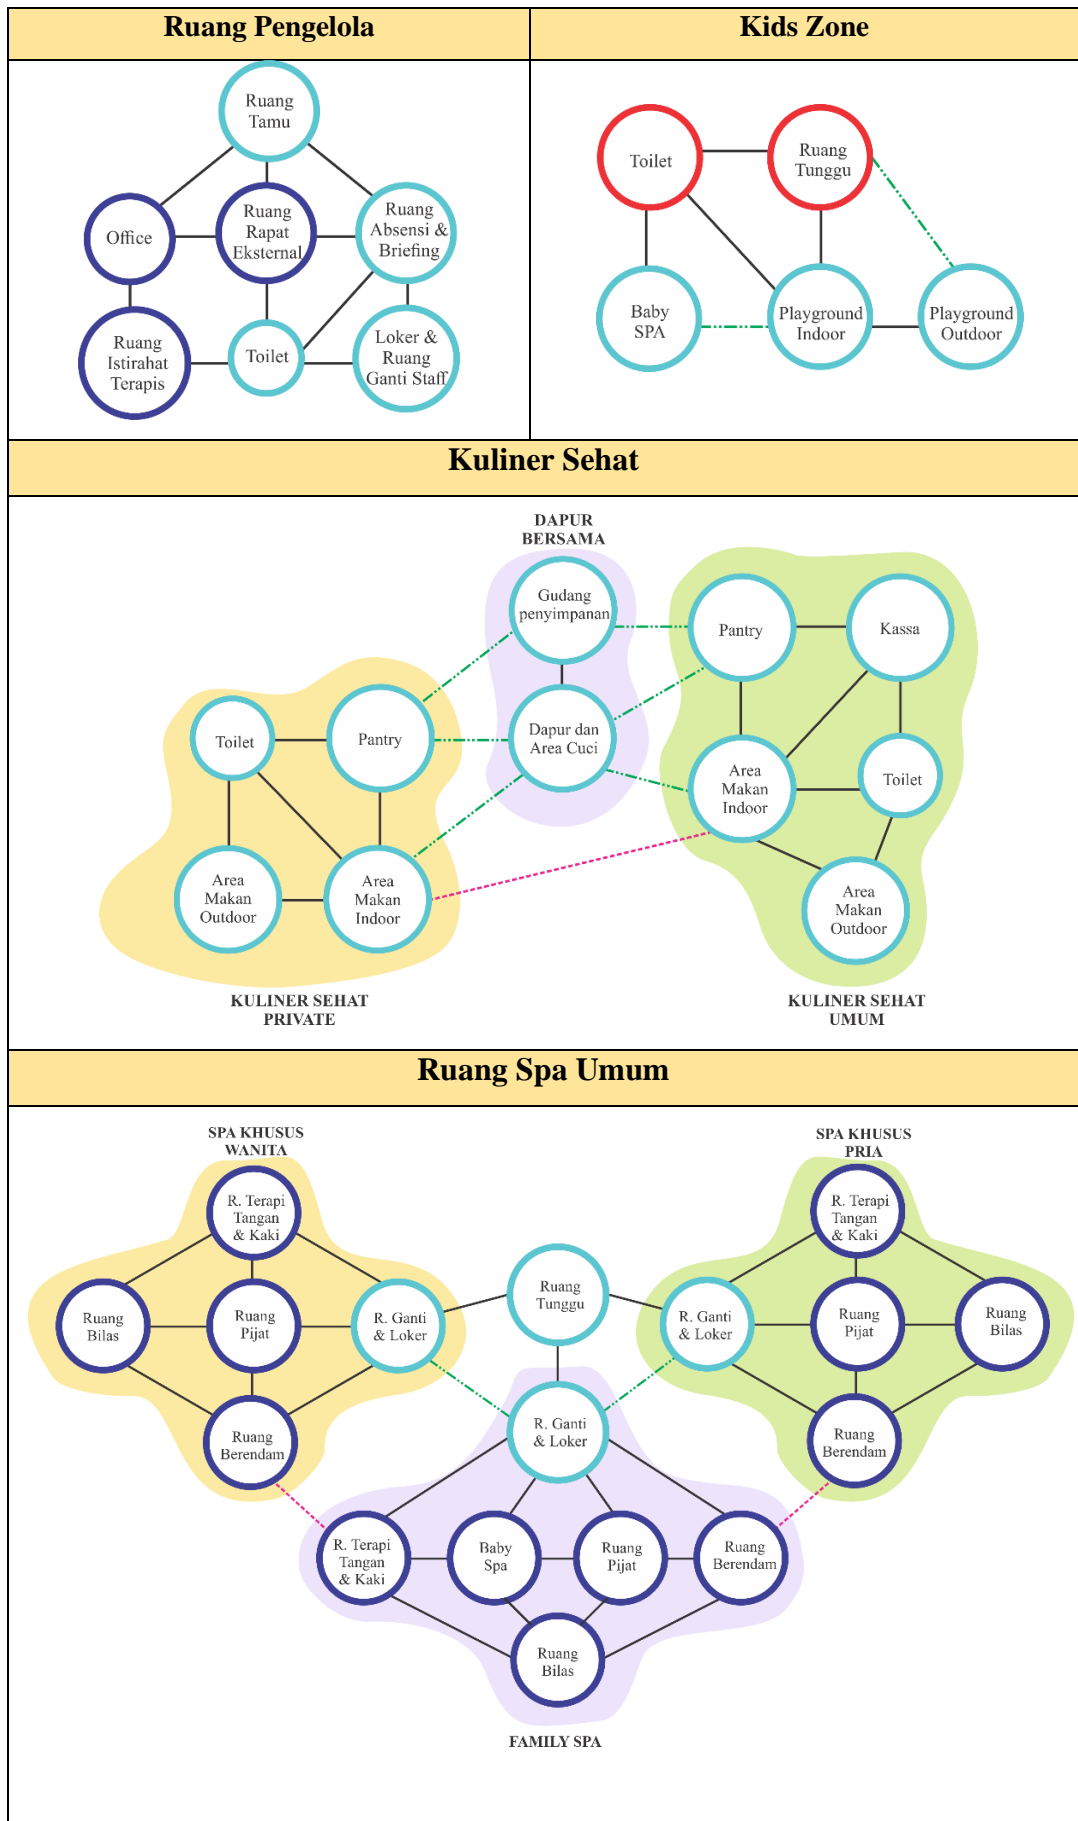 Ruang Pengelola
Kids Zone
Ruang
Tamu
Office
Ruang
Rapat
Eksternal
Ruang
Absensi &
Briefing
Ruang
Istirahat
Terapis
Toilet
Loker &
Ruang
Ganti Staff
Toilet
Ruang
Tunggu
Baby
SPA
Playground
Indoor
Playground
Outdoor
Kuliner Sehat
DAPUR
BERSAMA
Gudang
penyimpanan
Dapur dan
Area Cuci
Toilet
Pantry
Area
Makan
Outdoor
Area
Makan
Indoor
KULINER SEHAT
PRIVATE
Pantry
Kassa
Area
Makan
Indoor
Toilet
Area
Makan
Outdoor
KULINER SEHAT
UMUM
Ruang Spa Umum
SPA KHUSUS
WANITA
R. Terapi
Tangan
& Kaki
Ruang
Bilas
Ruang
Pijat
R. Ganti
& Loker
Ruang
Berendam
Ruang
Tunggu
SPA KHUSUS
PRIA
R. Terapi
Tangan
& Kaki
R. Ganti
& Loker
Ruang
Pijat
Ruang
Bilas
Ruang
Berendam
R. Ganti
& Loker
R. Terapi
Tangan
& Kaki
Baby
Spa
Ruang
Pijat
Ruang
Berendam
Ruang
Bilas
FAMILY SPA